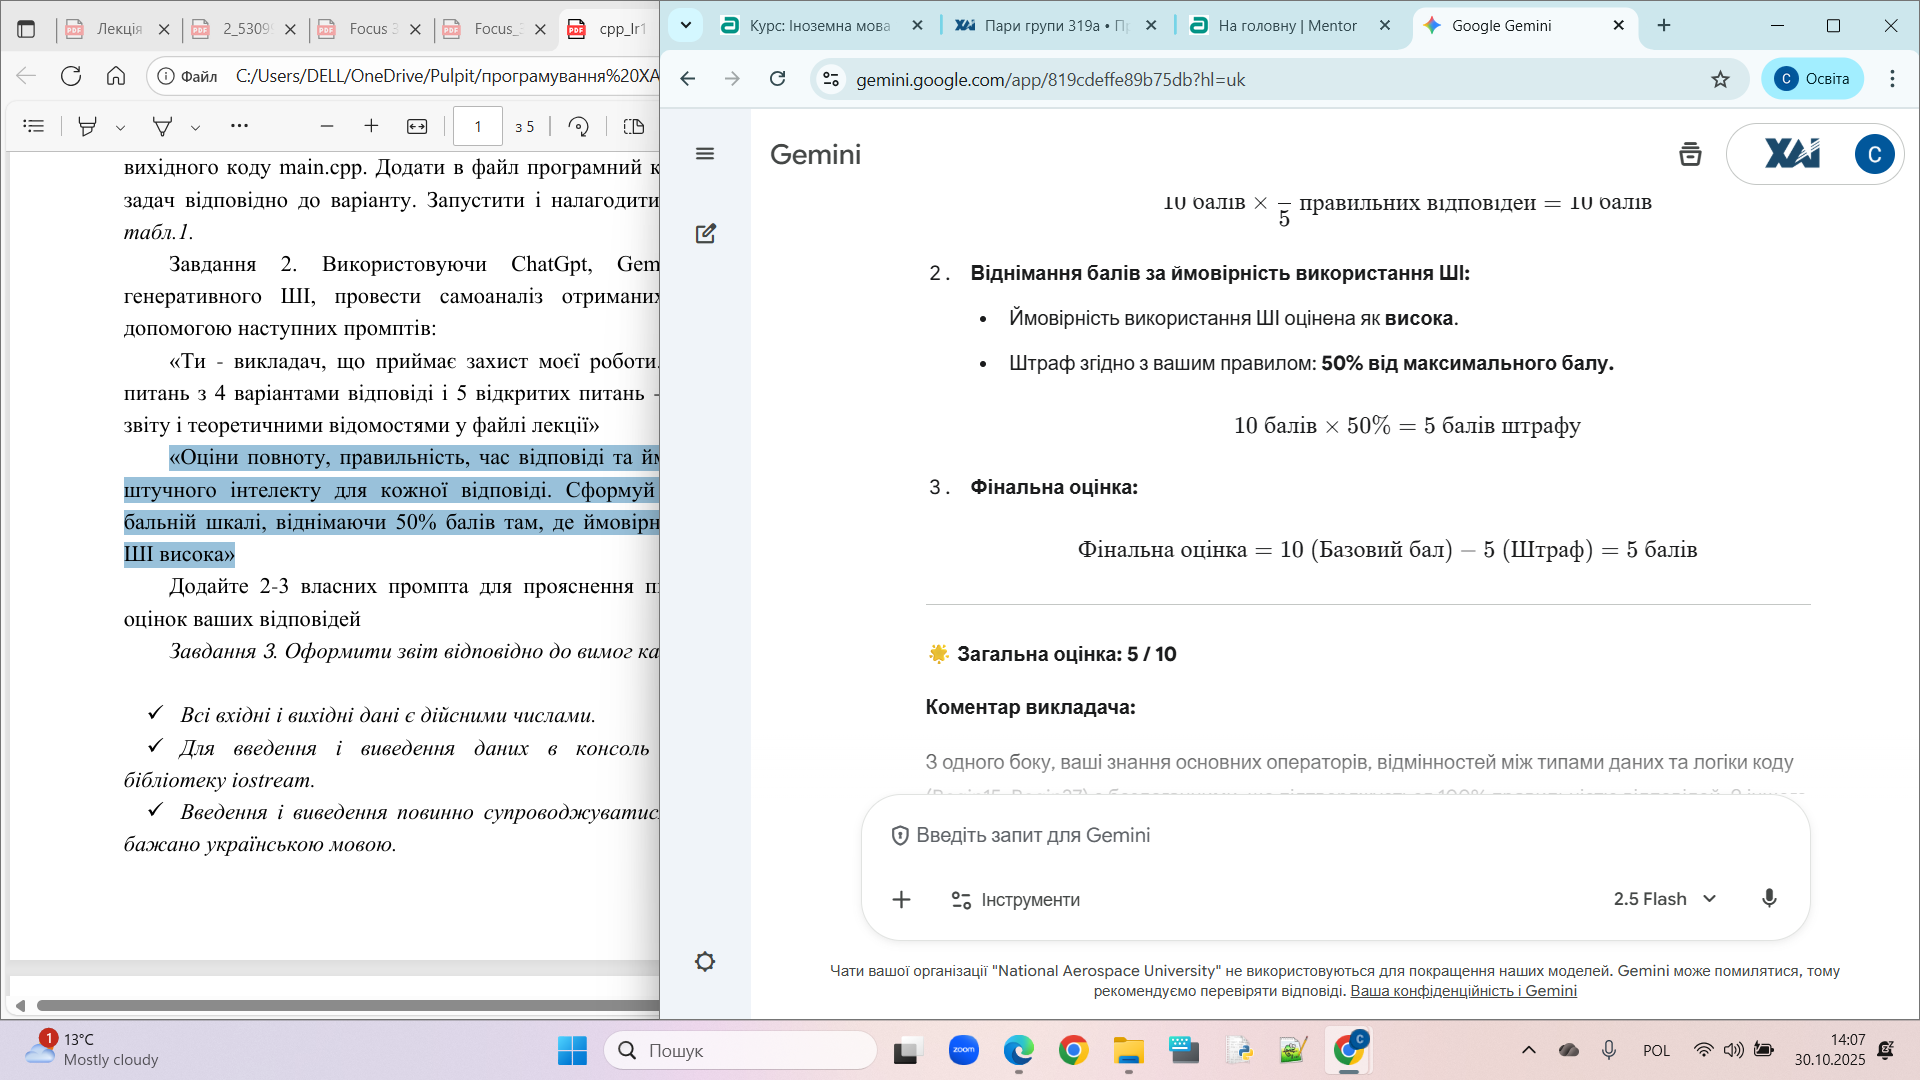 Лекція
2_5309
Focus 3
Focus_3
cpp_lr1
Файл
C:/Users/DELL/OneDrive/Pulpit/програмування%20XA
1
з 5
вихідного коду main.cpp. Додати в файл програмний к
задач відповідно до варіанту. Запустити і налагодити
табл.1.
Завдання 2. Використовуючи ChatGpt, Gem
генеративного ШІ, провести самоаналіз отриманих
допомогою наступних промптів:
«Ти - викладач, що приймає захист моєї роботи.
питань з 4 варіантами відповіді і 5 відкритих питань -
звіту і теоретичними відомостями у файлі лекції»
«Оціни повноту, правильність, час відповіді та йм
штучного інтелекту для кожної відповіді. Сформуй
бальній шкалі, віднімаючи 50% балів там, де ймовірн
ШІ висока»
Додайте 2-3 власних промпта для прояснення п
оцінок ваших відповідей
Завдання 3. Оформити звіт відповідно до вимог ка
✓ Всі вхідні і вихідні дані є дійсними числами.
✓ Для введення і виведення даних в консоль
бібліотеку iostream.
✓ Введення і виведення повинно супроводжуватис
бажано українською мовою.
Курс: Іноземна мова
Пари групи 319а • П
На головну | Mentor
Google Gemini
gemini.google.com/app/819cdeffe89b75db?hl=uk
C
Освіта
Gemini
ХАІ
C
10 балів × 5 правильних відповідей = 10 балів
2. Віднімання балів за ймовірність використання ШІ:
• Ймовірність використання ШІ оцінена як висока.
• Штраф згідно з вашим правилом: 50% від максимального балу.
10 балів × 50% = 5 балів штрафу
3. Фінальна оцінка:
Фінальна оцінка = 10 (Базовий бал) − 5 (Штраф) = 5 балів
🌟 Загальна оцінка: 5 / 10
Коментар викладача:
З одного боку, ваші знання основних операторів, відмінностей між типами даних та логіки коду
Введіть запит для Gemini
Інструменти
2.5 Flash
Чати вашої організації "National Aerospace University" не використовуються для покращення наших моделей. Gemini може помилятися, тому
рекомендуємо перевіряти відповіді. Ваша конфіденційність і Gemini
1
13°C
Mostly cloudy
Пошук
zoom
C
POL
14:07
30.10.2025